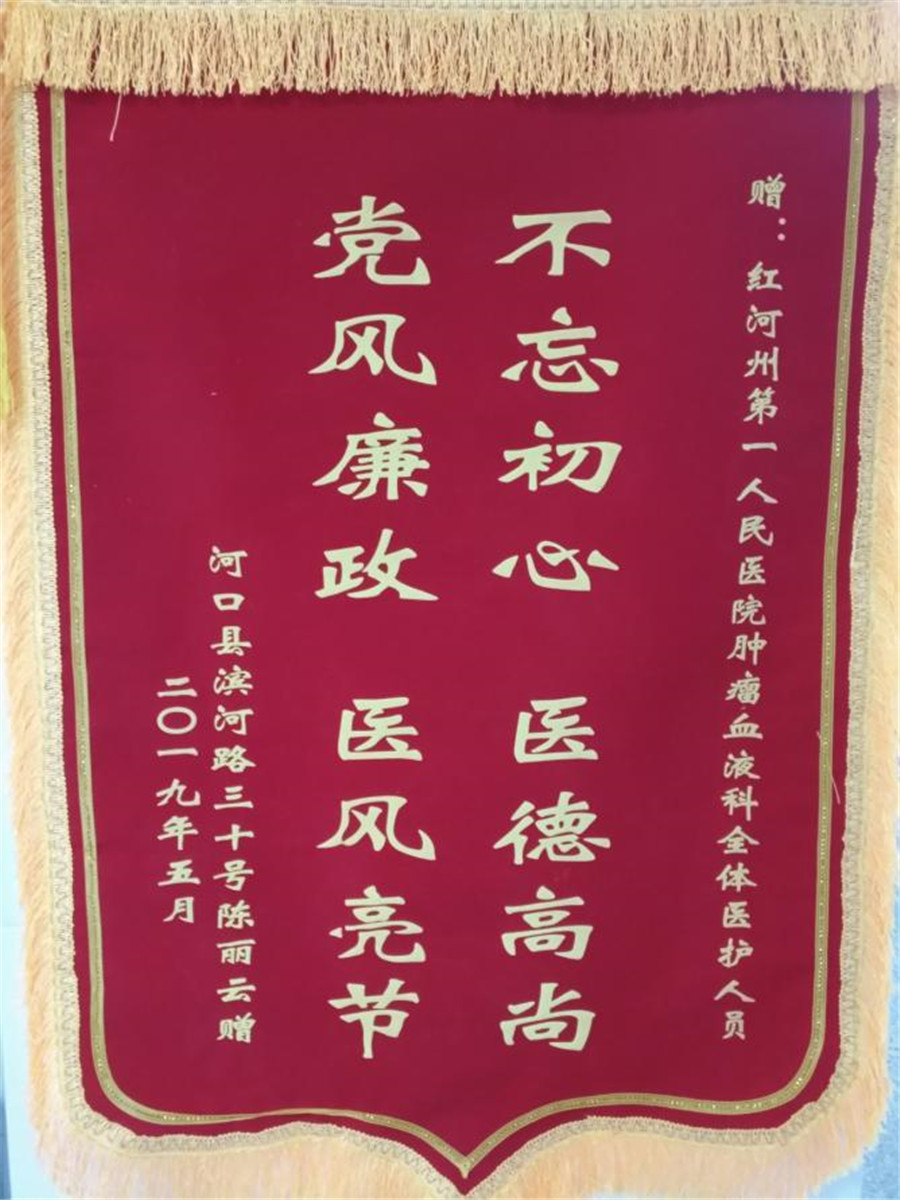 赠：红河州第一人民医院肿瘤血液科全体医护人员
不忘初心 医德高尚
党风廉政 医风亮节
河口县滨河路三十号陈丽云赠
二〇一九年五月